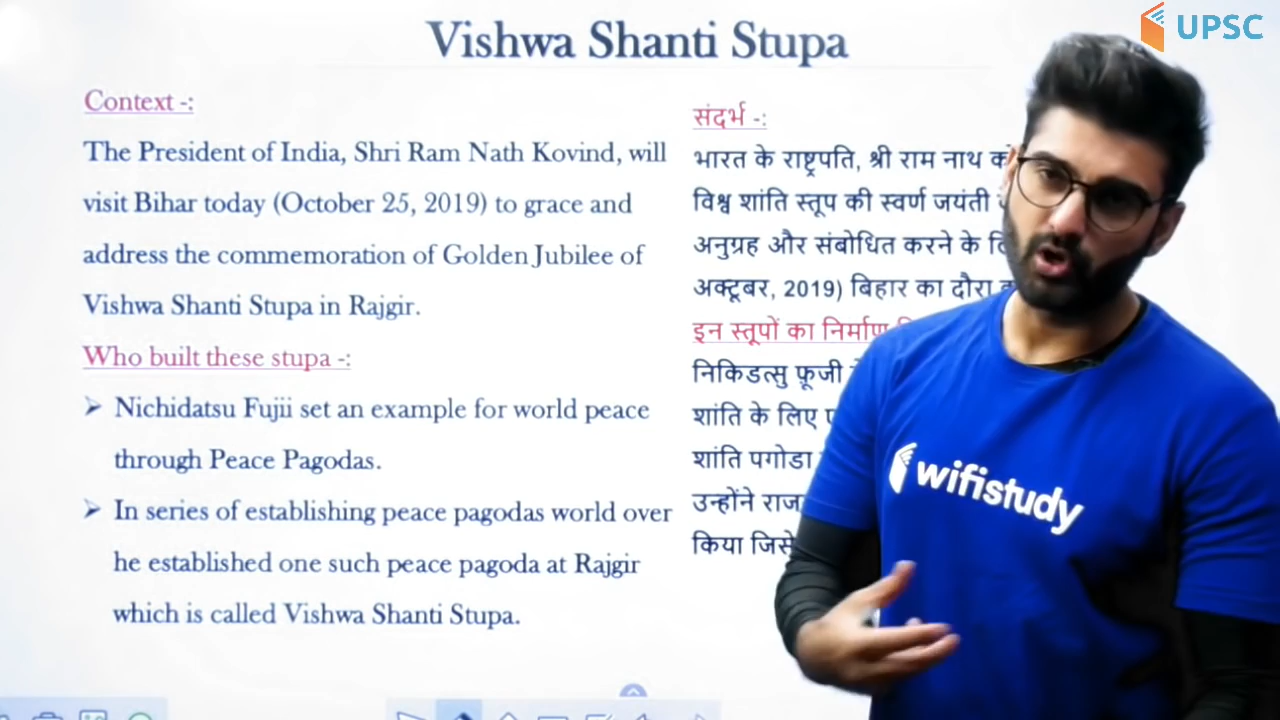 Vishwa Shanti Stupa
UPSC
Context -:
The President of India, Shri Ram Nath Kovind, will
visit Bihar today (October 25, 2019) to grace and
address the commemoration of Golden Jubilee of
Vishwa Shanti Stupa in Rajgir.
Who built these stupa -:
➤ Nichidatsu Fujii set an example for world peace
through Peace Pagodas.
➤ In series of establishing peace pagodas world over
he established one such peace pagoda at Rajgir
which is called Vishwa Shanti Stupa.
संदर्भ -:
भारत के राष्ट्रपति, श्री राम नाथ
विश्व शांति स्तूप की स्वर्ण जयंती
अनुग्रह और संबोधित करने के
अक्टूबर, 2019) बिहार का दौरा
इन स्तूपों का निर्माण
निकिडत्सु फ़ूजी
शांति के लिए
शांति पगोडा
उन्होंने
किया जिसे
wifistudy